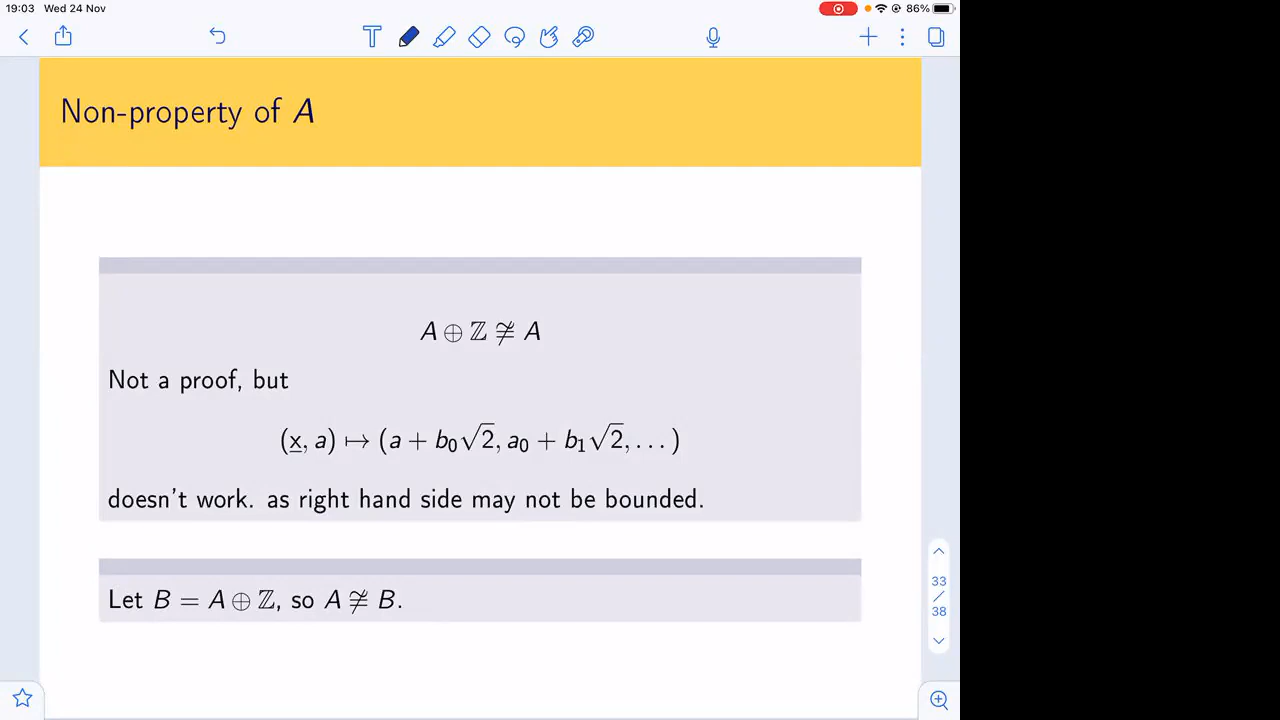 19:03 Wed 24 Nov
86%
T
Non-property of A
A ⊕ ℤ ≇ A
Not a proof, but
(x̲, a) ↦ (a + b₀√2, a₀ + b₁√2, . . . )
doesn't work. as right hand side may not be bounded.
Let B = A ⊕ ℤ, so A ≇ B.
33
/
38